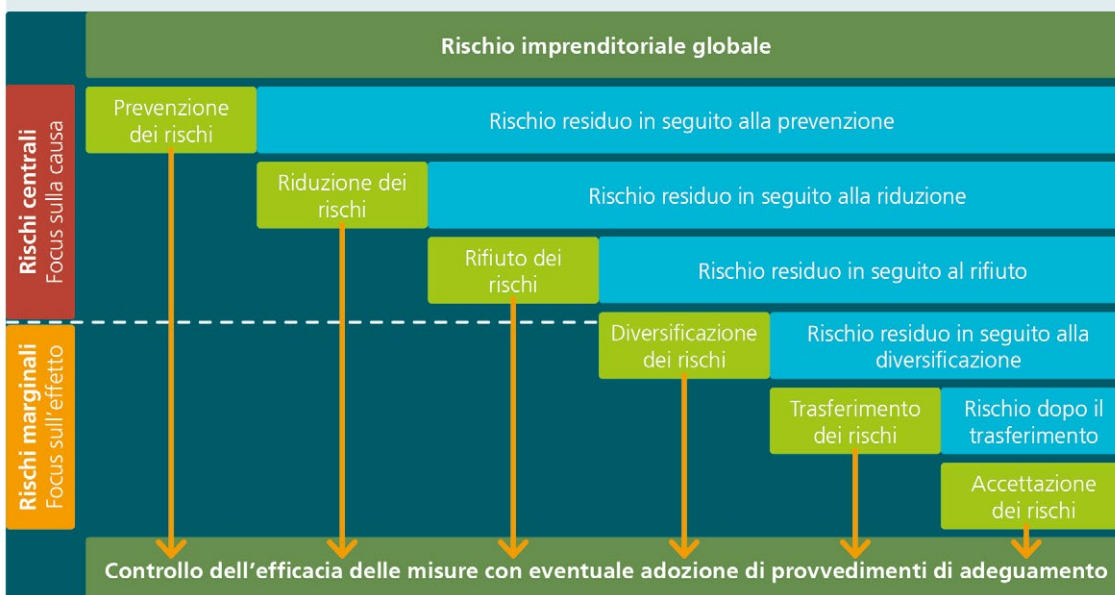 Rischio imprenditoriale globale
Rischi centrali
Focus sulla causa
Prevenzione
dei rischi
Rischio residuo in seguito alla prevenzione
Riduzione dei
rischi
Rischio residuo in seguito alla riduzione
Rifiuto dei
rischi
Rischio residuo in seguito al rifiuto
Rischi marginali
Focus sull'effetto
Diversificazione
dei rischi
Rischio residuo in seguito alla
diversificazione
Trasferimento
dei rischi
Rischio dopo il
trasferimento
Accettazione
dei rischi
Controllo dell'efficacia delle misure con eventuale adozione di provvedimenti di adeguamento